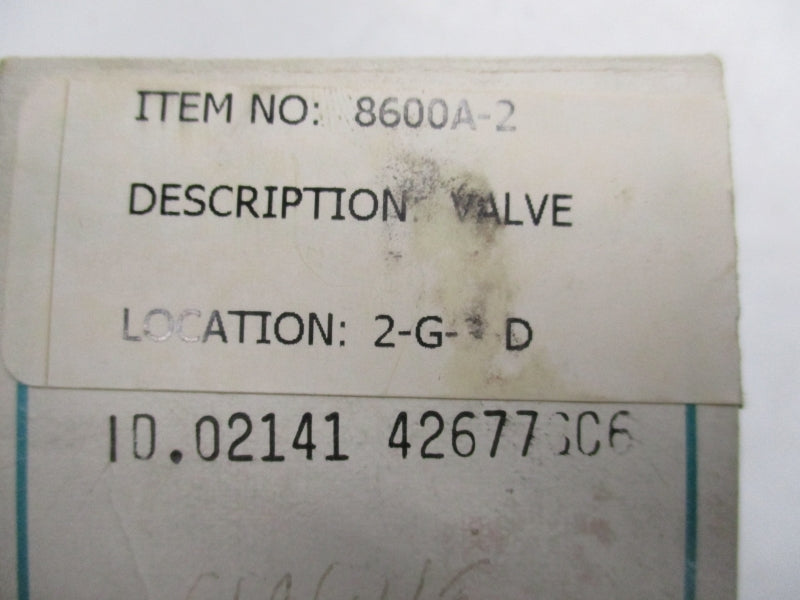 ITEM NO: 8600A-2
DESCRIPTION VALVE
LOCATION: 2-G- D
10.02141